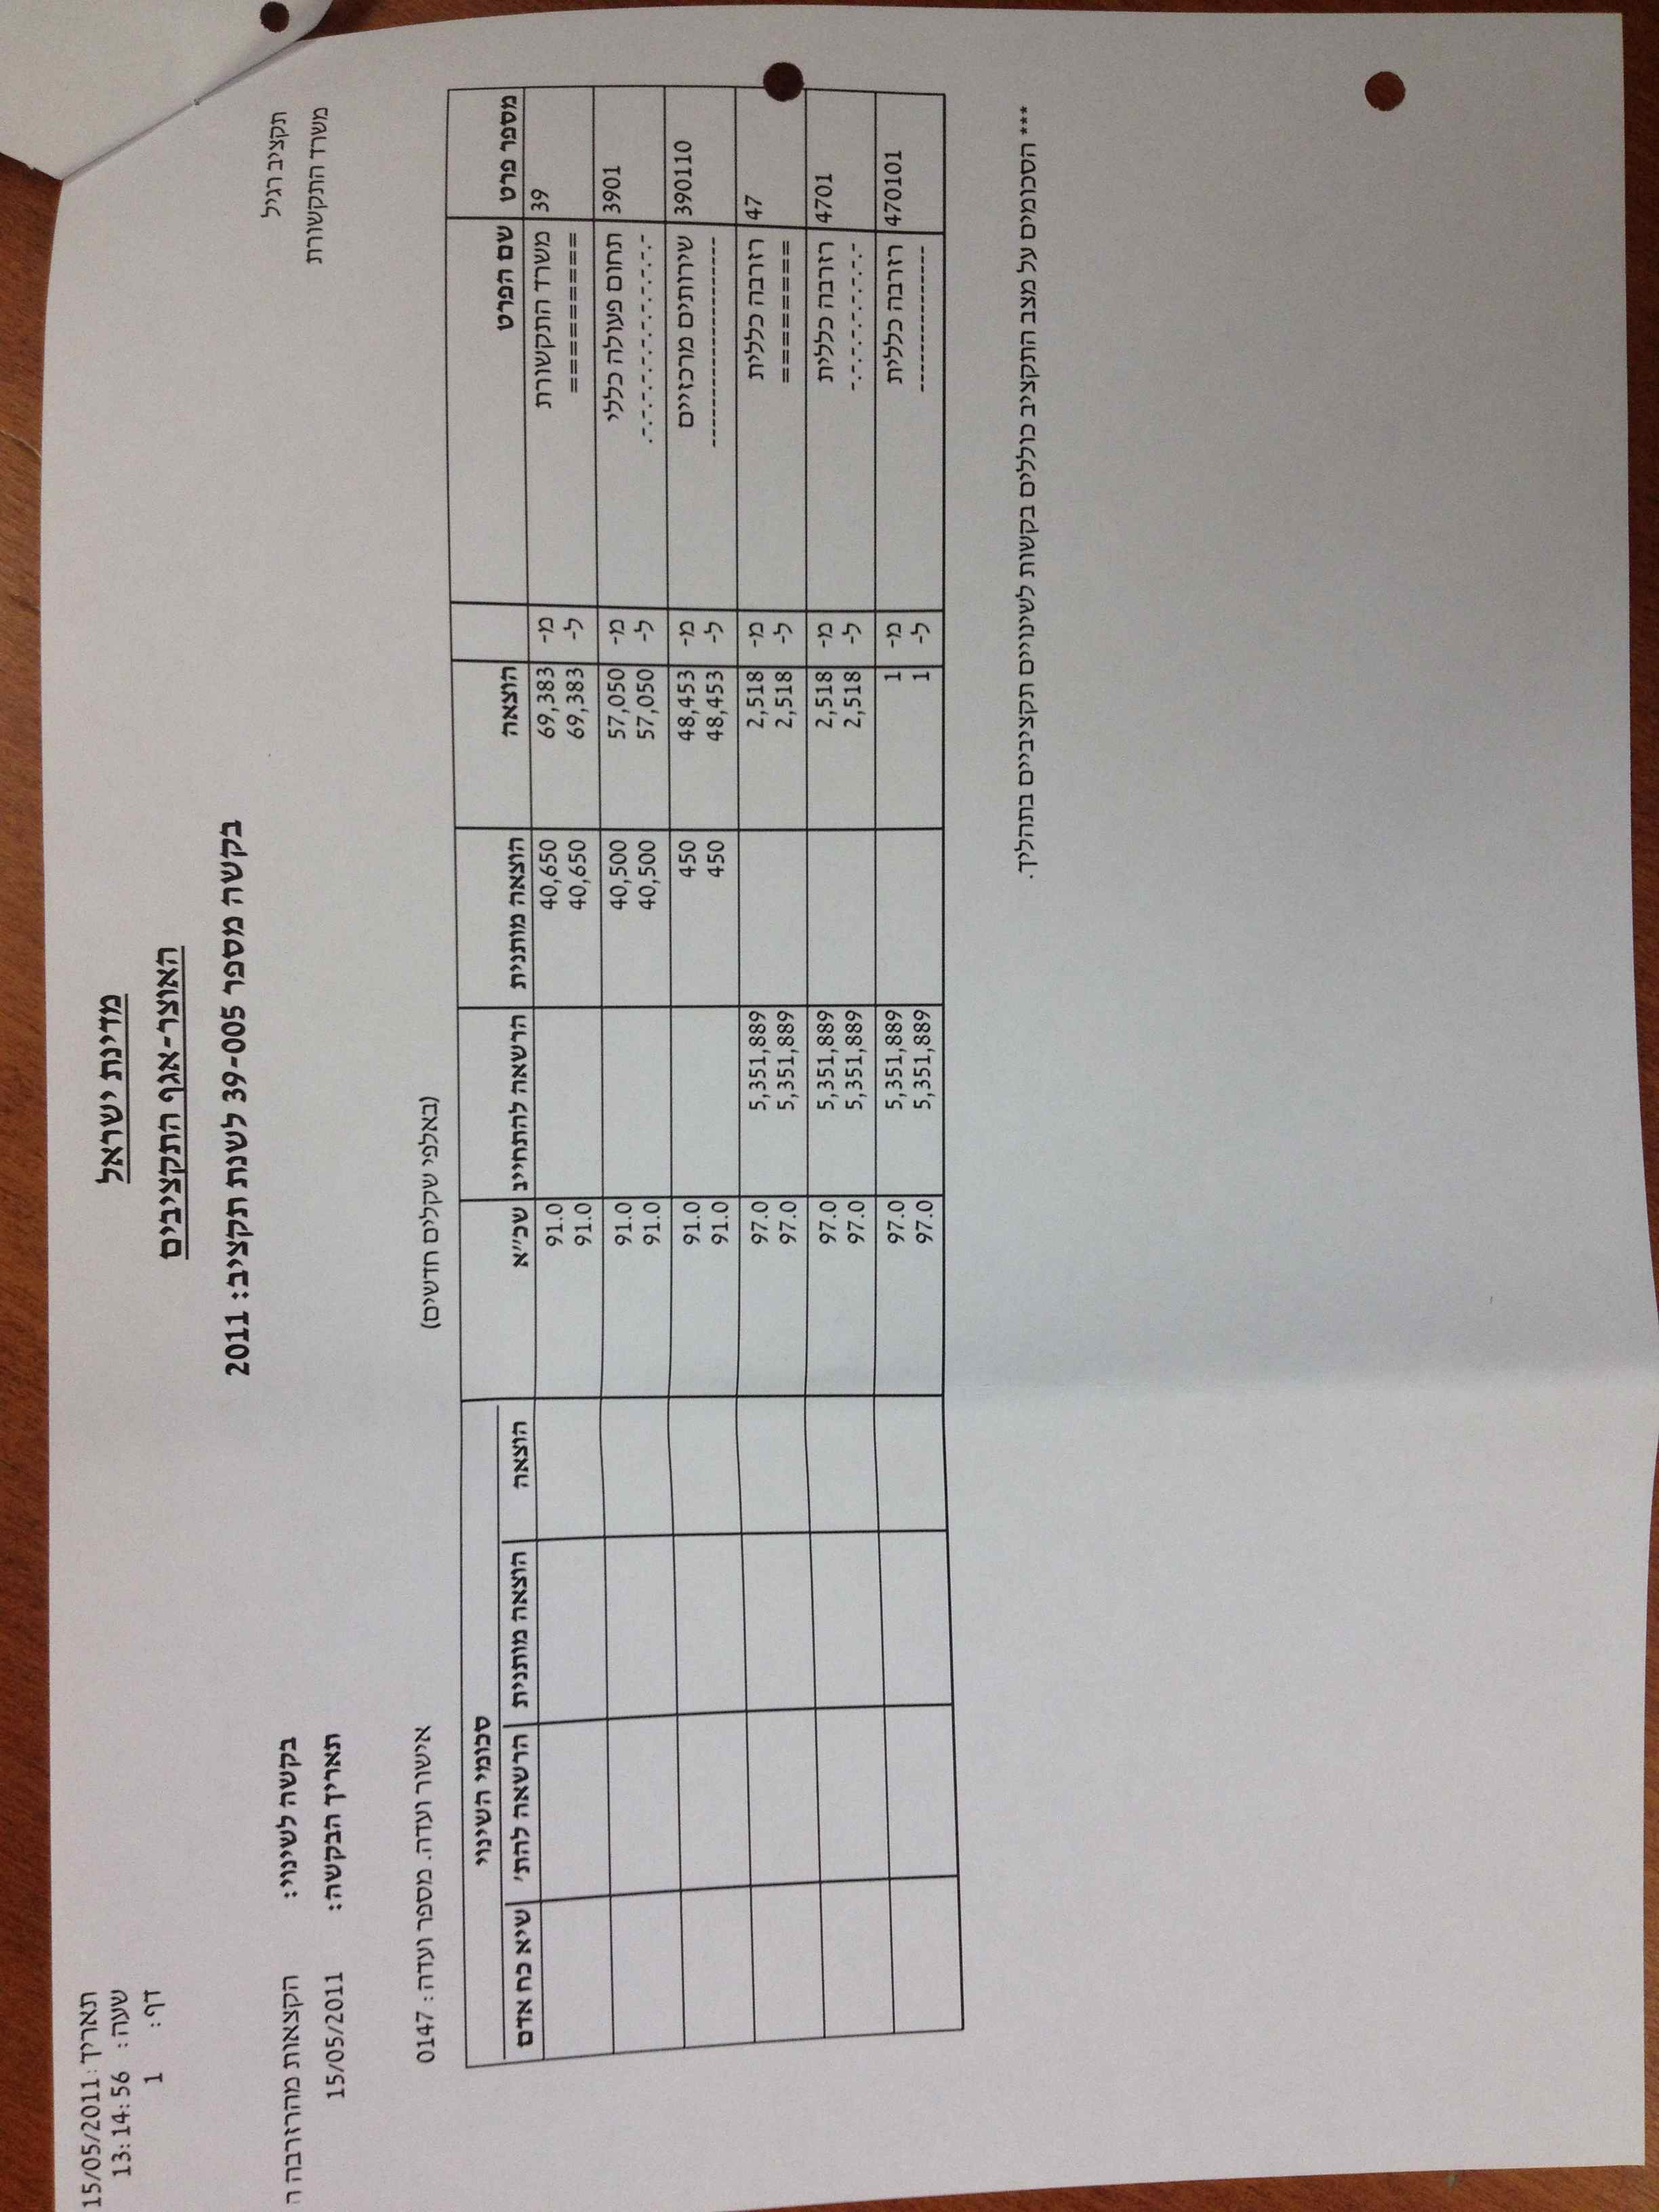 תאריך: 15/05/2011
שעה: 13:14:56
דף: 1
מדינת ישראל
האוצר-אגף התקציבים
בקשה מספר 39-005 לשנת תקציב: 2011
תקציב רגיל
בקשה לשינוי: הקצאות מהרזרבה ה
משרד התקשורת
תאריך הבקשה: 15/05/2011
(באלפי שקלים חדשים)
אישור ועדה. מספר ועדה: 0147
סכומי השינוי
מספר פרט שם הפרט הוצאה הוצאה מותנית הרשאה להתחייב שכ"א הוצאה הוצאה מותנית הרשאה להת' שיא כח אדם
39 משרד התקשורת מ- 69,383 40,650 91.0
========= ל- 69,383 40,650 91.0
3901 תחום פעולה כללי מ- 57,050 40,500 91.0
-.-.-.-.-.-.-.-.-. ל- 57,050 40,500 91.0
390110 שירותים מרכזיים מ- 48,453 450 91.0
------------------ ל- 48,453 450 91.0
47 רזרבה כללית מ- 2,518 5,351,889 97.0
======== ל- 2,518 5,351,889 97.0
4701 רזרבה כללית מ- 2,518 5,351,889 97.0
-.-.-.-.-.-.-. ל- 2,518 5,351,889 97.0
470101 רזרבה כללית מ- 1 5,351,889 97.0
------------ ל- 1 5,351,889 97.0
*** הסכומים על מצב התקציב כוללים בקשות לשינויים תקציביים בתהליך.